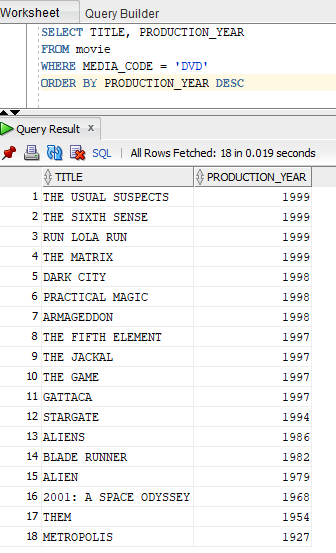 Worksheet Query Builder
SELECT TITLE, PRODUCTION_YEAR
FROM movie
WHERE MEDIA_CODE = 'DVD'
ORDER BY PRODUCTION_YEAR DESC
Query Result x
SQL | All Rows Fetched: 18 in 0.019 seconds
TITLE PRODUCTION_YEAR
1 THE USUAL SUSPECTS 1999
2 THE SIXTH SENSE 1999
3 RUN LOLA RUN 1999
4 THE MATRIX 1999
5 DARK CITY 1998
6 PRACTICAL MAGIC 1998
7 ARMAGEDDON 1998
8 THE FIFTH ELEMENT 1997
9 THE JACKAL 1997
10 THE GAME 1997
11 GATTACA 1997
12 STARGATE 1994
13 ALIENS 1986
14 BLADE RUNNER 1982
15 ALIEN 1979
16 2001: A SPACE ODYSSEY 1968
17 THEM 1954
18 METROPOLIS 1927